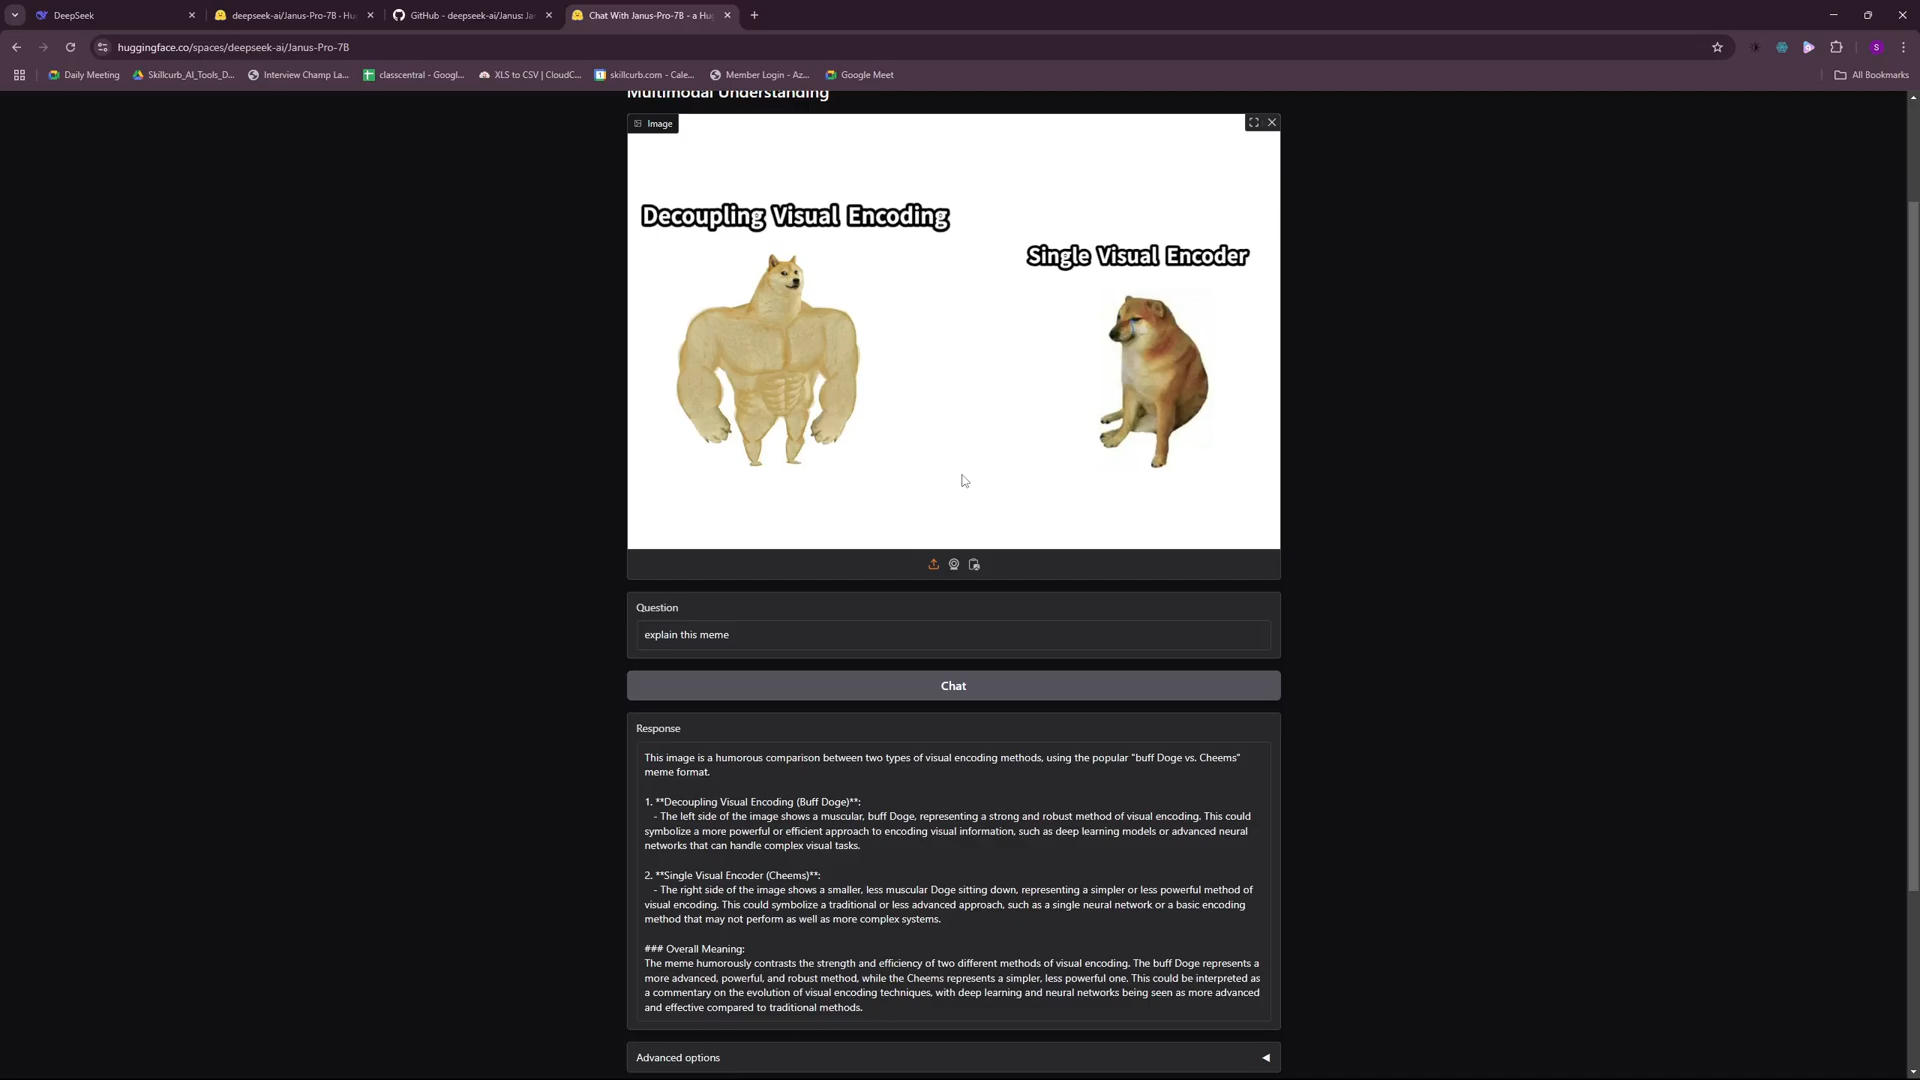 DeepSeek
deepseek-ai/Janus-Pro-7B · Hu
GitHub - deepseek-ai/Janus: Ja
Chat With Janus-Pro-7B - a Hug
huggingface.co/spaces/deepseek-ai/Janus-Pro-7B
S
Daily Meeting
Skillcurb_AI_Tools_D...
Interview Champ La...
classcentral - Googl...
XLS to CSV | CloudC...
skillcurb.com - Cale...
Member Login - Az...
Google Meet
All Bookmarks
Multimodal Understanding
Image
Decoupling Visual Encoding
Single Visual Encoder
Question
explain this meme
Chat
Response
This image is a humorous comparison between two types of visual encoding methods, using the popular "buff Doge vs. Cheems"
meme format.
1. **Decoupling Visual Encoding (Buff Doge)**:
- The left side of the image shows a muscular, buff Doge, representing a strong and robust method of visual encoding. This could
symbolize a more powerful or efficient approach to encoding visual information, such as deep learning models or advanced neural
networks that can handle complex visual tasks.
2. **Single Visual Encoder (Cheems)**:
- The right side of the image shows a smaller, less muscular Doge sitting down, representing a simpler or less powerful method of
visual encoding. This could symbolize a traditional or less advanced approach, such as a single neural network or a basic encoding
method that may not perform as well as more complex systems.
### Overall Meaning:
The meme humorously contrasts the strength and efficiency of two different methods of visual encoding. The buff Doge represents a
more advanced, powerful, and robust method, while the Cheems represents a simpler, less powerful one. This could be interpreted as
a commentary on the evolution of visual encoding techniques, with deep learning and neural networks being seen as more advanced
and effective compared to traditional methods.
Advanced options